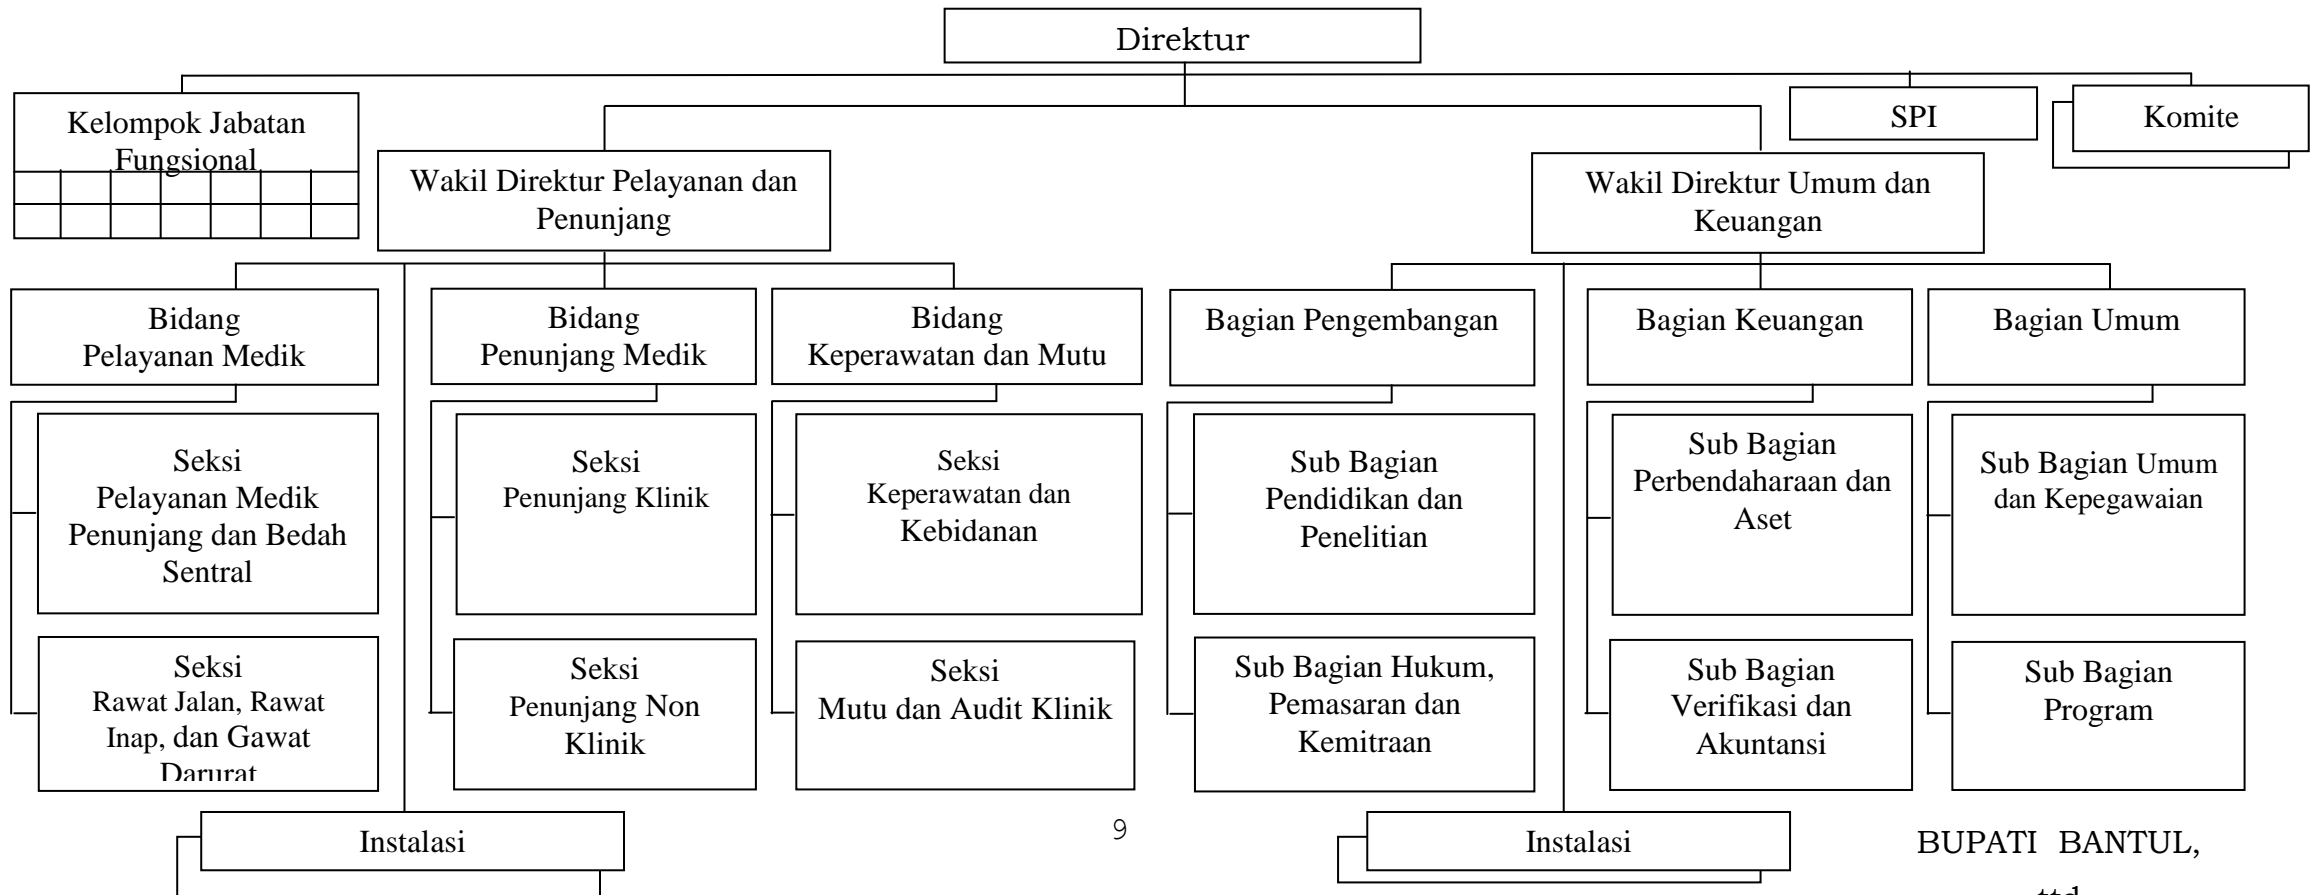 Direktur
Kelompok Jabatan
Fungsional
SPI
Komite
Wakil Direktur Pelayanan dan
Penunjang
Wakil Direktur Umum dan
Keuangan
Bidang
Pelayanan Medik
Bidang
Penunjang Medik
Bidang
Keperawatan dan Mutu
Bagian Pengembangan
Bagian Keuangan
Bagian Umum
Seksi
Pelayanan Medik
Penunjang dan Bedah
Sentral
Seksi
Penunjang Klinik
Seksi
Keperawatan dan
Kebidanan
Sub Bagian
Pendidikan dan
Penelitian
Sub Bagian
Perbendaharaan dan
Aset
Sub Bagian Umum
dan Kepegawaian
Seksi
Rawat Jalan, Rawat
Inap, dan Gawat
Darurat
Seksi
Penunjang Non
Klinik
Seksi
Mutu dan Audit Klinik
Sub Bagian Hukum,
Pemasaran dan
Kemitraan
Sub Bagian
Verifikasi dan
Akuntansi
Sub Bagian
Program
Instalasi
9
Instalasi
BUPATI BANTUL,
ttd